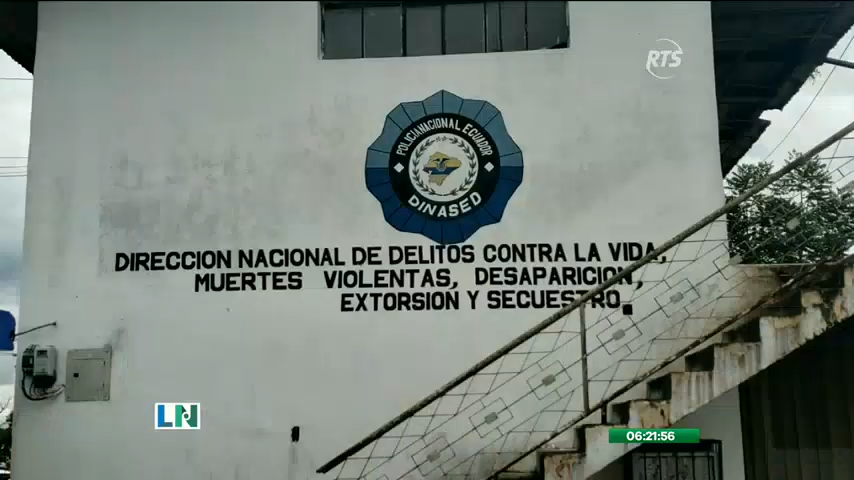 RTS
POLICIA NACIONAL ECUADOR
DINASED
DIRECCION NACIONAL DE DELITOS CONTRA LA VIDA,
MUERTES VIOLENTAS, DESAPARICION,
EXTORSION Y SECUESTRO.
LN
06:21:56